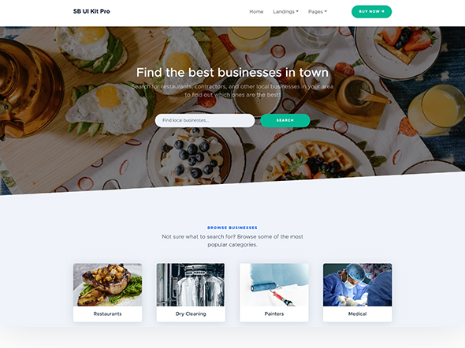 SB UI Kit Pro
Home
Landings
Pages
BUY NOW
Find the best businesses in town
Search for restaurants, contractors, and other local businesses in your area
to find out which ones are the best!
Find local businesses...
SEARCH
BROWSE BUSINESSES
Not sure what to search for? Browse some of the most
popular categories.
Restaurants
Dry Cleaning
Painters
Medical